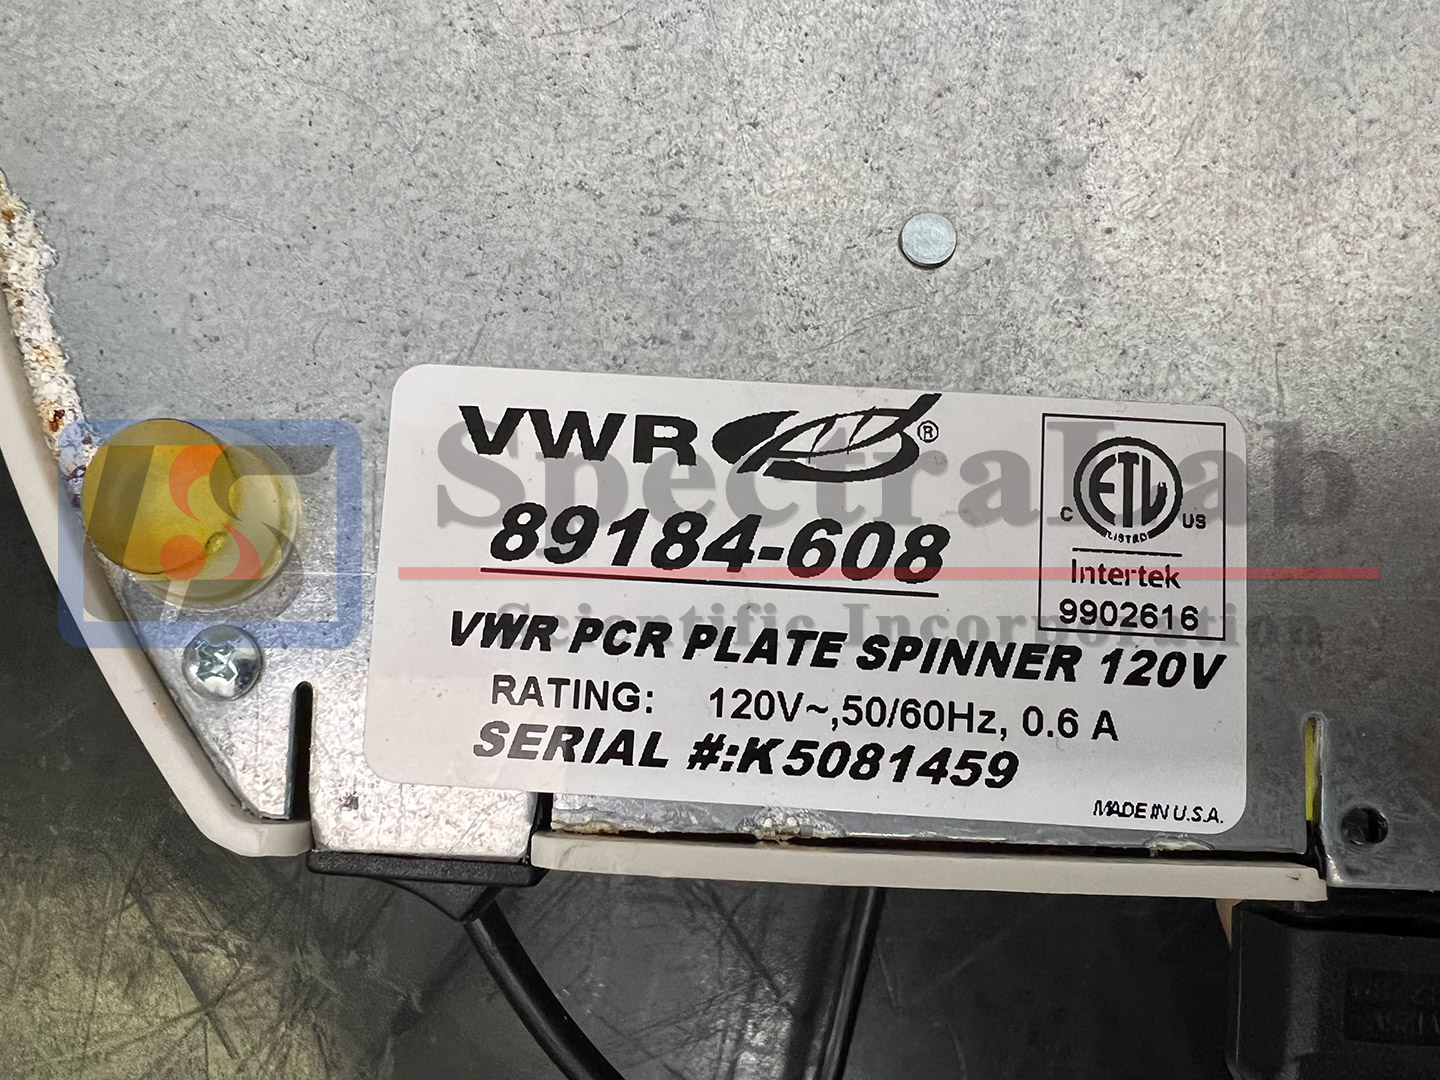 VWR®
89184-608
VWR PCR PLATE SPINNER 120V
RATING: 120V~,50/60Hz, 0.6 A
SERIAL #:K5081459
MADE IN U.S.A.
C ETL US
LISTED
Intertek
9902616
SpectraLab
Scientific Incorporation